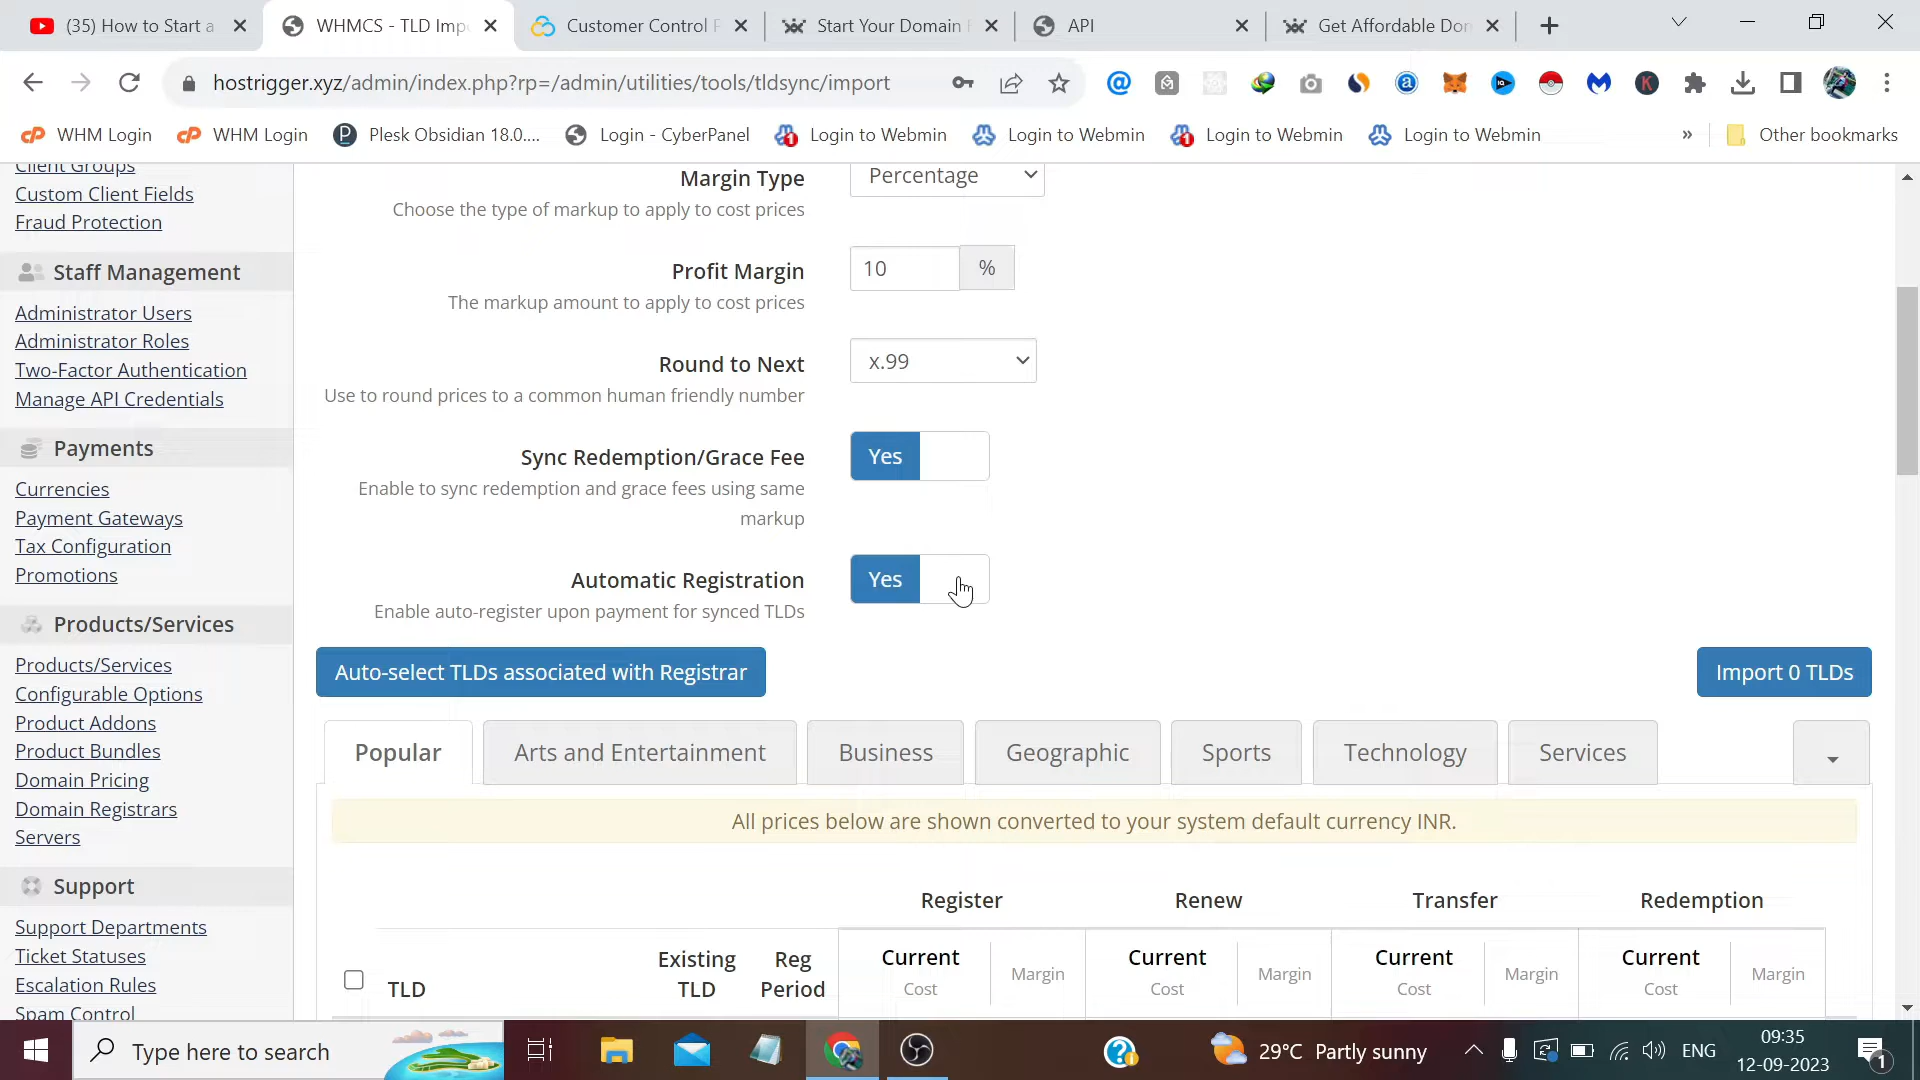 (35) How to Start a
WHMCS - TLD Imp
Customer Control P
Start Your Domain
API
Get Affordable Dor
hostrigger.xyz/admin/index.php?rp=/admin/utilities/tools/tldsync/import
WHM Login
WHM Login
Plesk Obsidian 18.0....
Login - CyberPanel
Login to Webmin
Login to Webmin
Login to Webmin
Login to Webmin
»
Other bookmarks
Client Groups
Custom Client Fields
Fraud Protection
Staff Management
Administrator Users
Administrator Roles
Two-Factor Authentication
Manage API Credentials
Payments
Currencies
Payment Gateways
Tax Configuration
Promotions
Products/Services
Products/Services
Configurable Options
Product Addons
Product Bundles
Domain Pricing
Domain Registrars
Servers
Support
Support Departments
Ticket Statuses
Escalation Rules
Spam Control
Margin Type
Percentage
Choose the type of markup to apply to cost prices
Profit Margin
10 %
The markup amount to apply to cost prices
Round to Next
x.99
Use to round prices to a common human friendly number
Sync Redemption/Grace Fee
Yes
Enable to sync redemption and grace fees using same
markup
Automatic Registration
Yes
Enable auto-register upon payment for synced TLDs
Auto-select TLDs associated with Registrar
Import 0 TLDs
Popular
Arts and Entertainment
Business
Geographic
Sports
Technology
Services
All prices below are shown converted to your system default currency INR.
Register
Renew
Transfer
Redemption
TLD
Existing
TLD
Reg
Period
Current
Cost
Margin
Current
Cost
Margin
Current
Cost
Margin
Current
Cost
Margin
Type here to search
29°C Partly sunny
ENG
09:35
12-09-2023
1